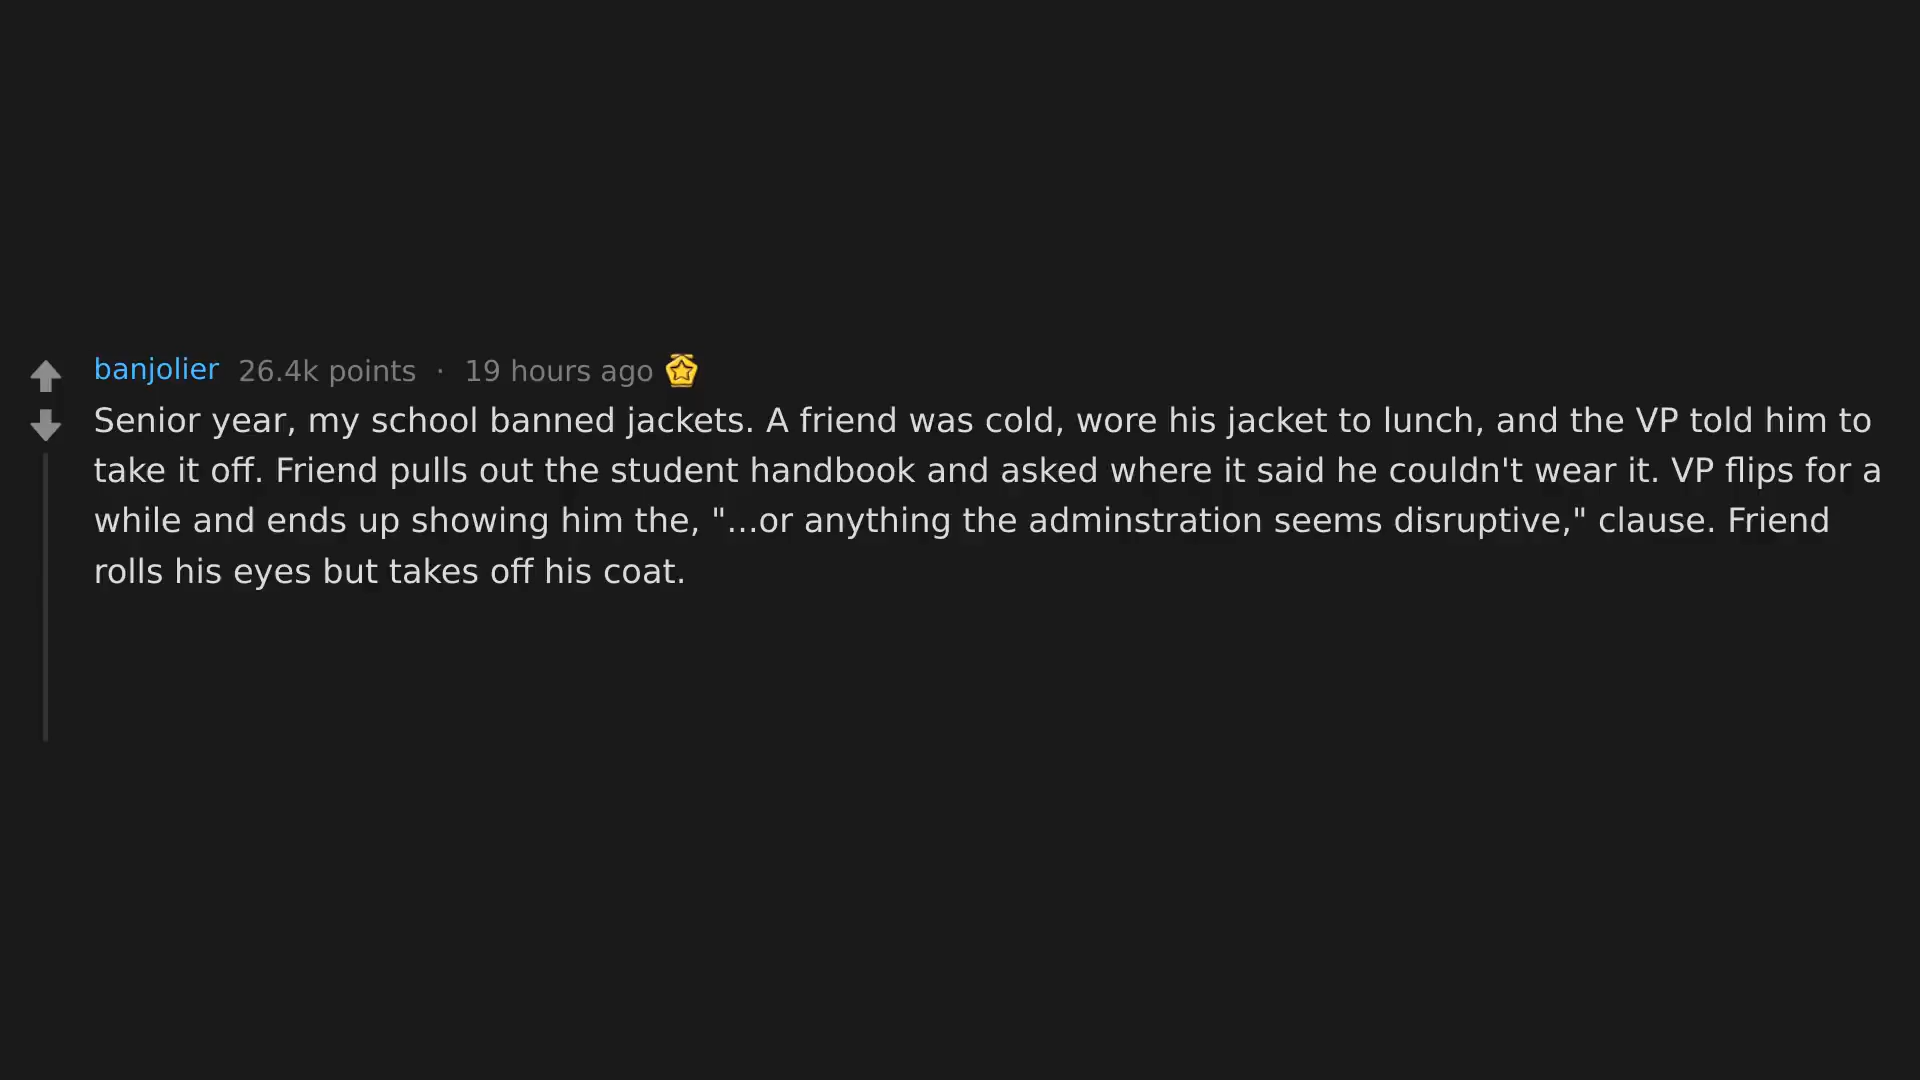 banjolier 26.4k points · 19 hours ago
Senior year, my school banned jackets. A friend was cold, wore his jacket to lunch, and the VP told him to
take it off. Friend pulls out the student handbook and asked where it said he couldn't wear it. VP flips for a
while and ends up showing him the, "...or anything the adminstration seems disruptive," clause. Friend
rolls his eyes but takes off his coat.